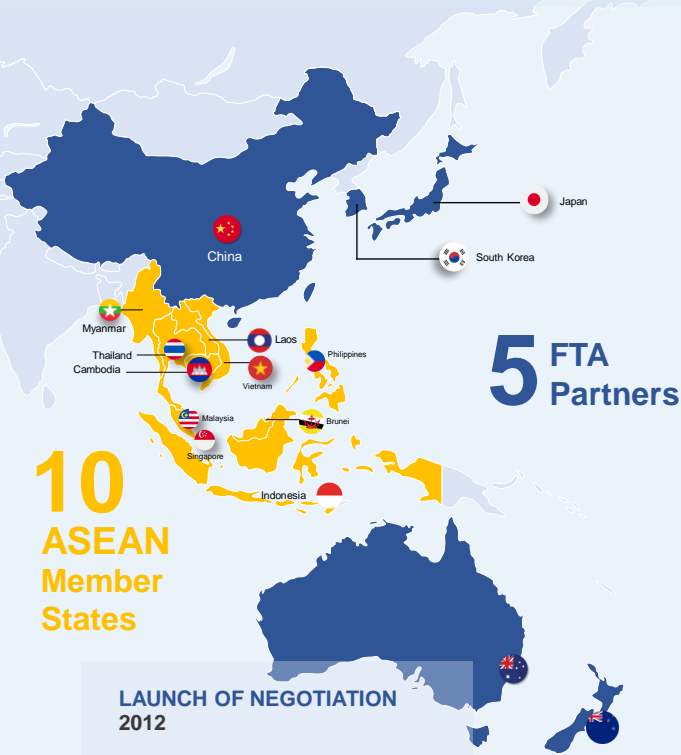 Japan
China
South Korea
Myanmar
Laos
Thailand
Philippines
Cambodia
Vietnam
Malaysia
Brunei
Singapore
Indonesia
5 FTA
Partners
10
ASEAN
Member
States
LAUNCH OF NEGOTIATION
2012